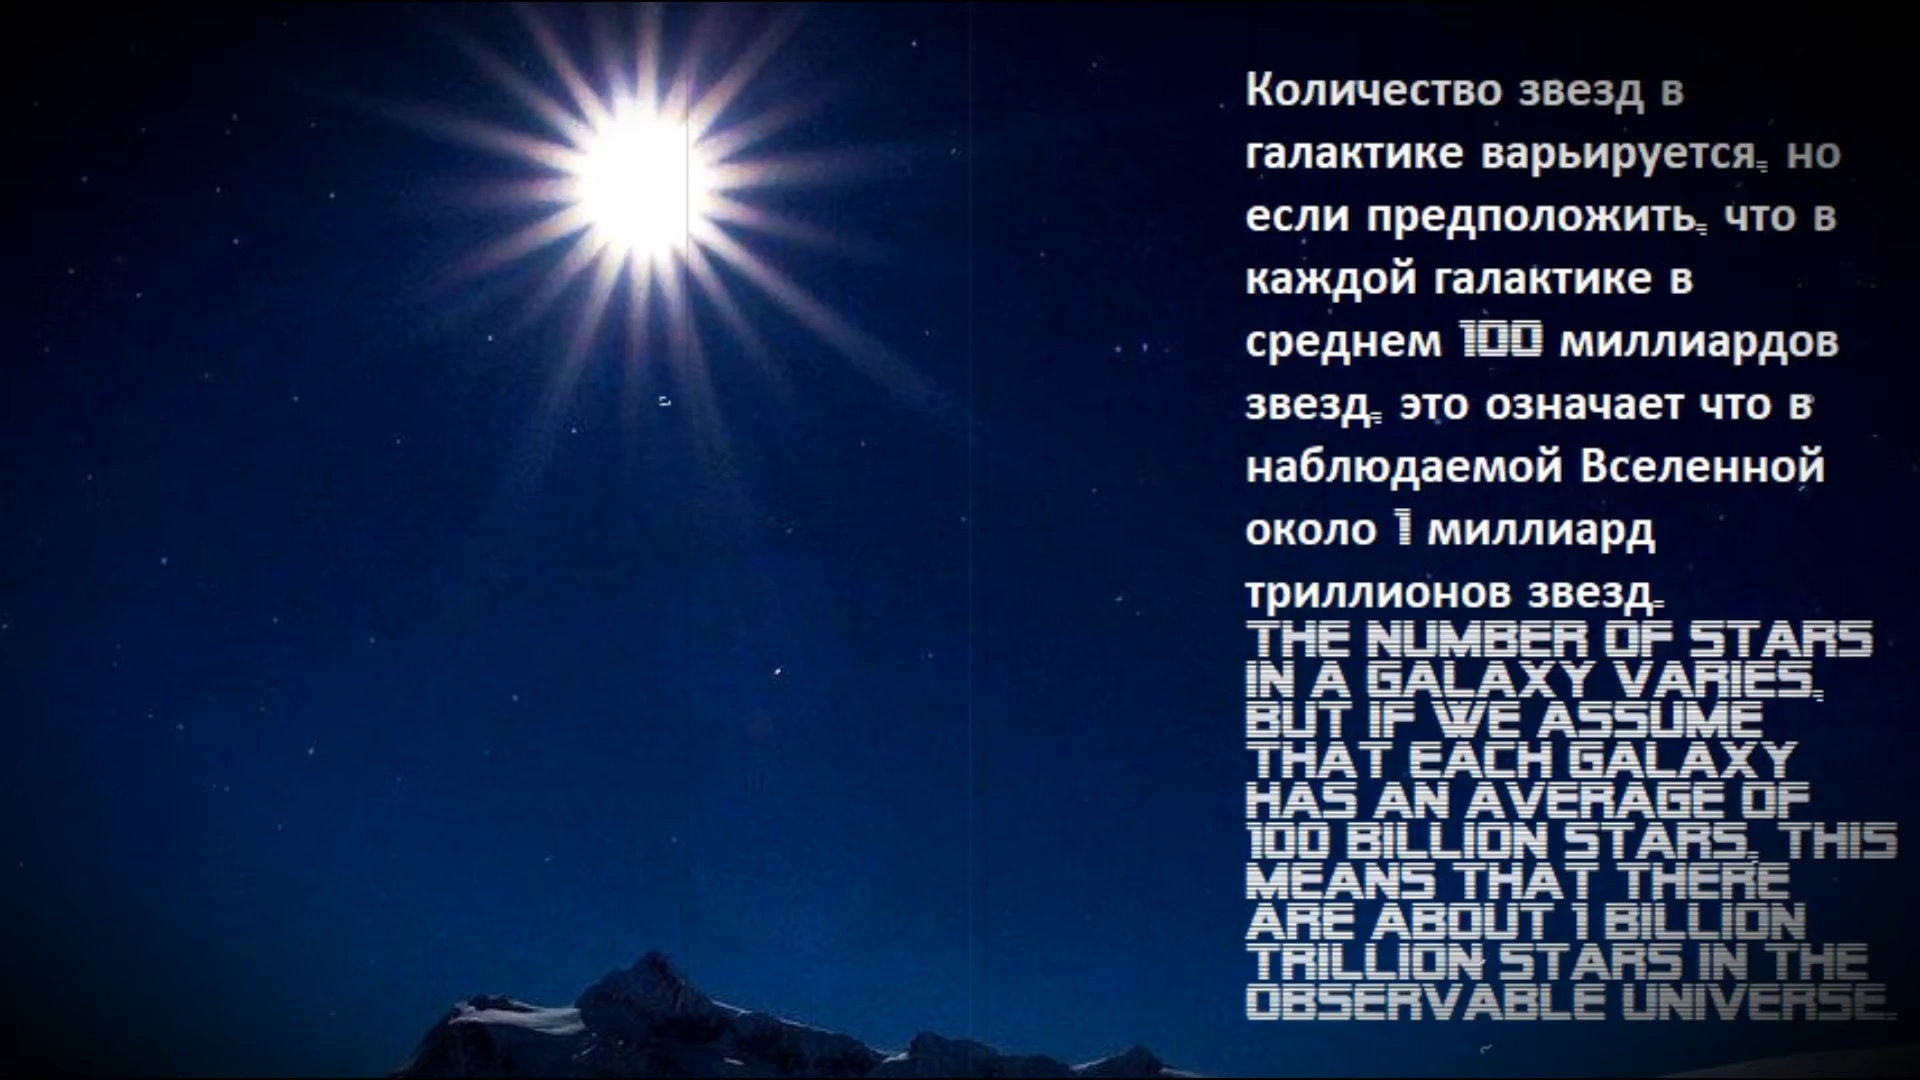 Количество звезд в
галактике варьируется, но
если предположить, что в
каждой галактике в
среднем 100 миллиардов
звезд, это означает что в
наблюдаемой Вселенной
около 1 миллиард
триллионов звезд.
THE NUMBER OF STARS
IN A GALAXY VARIES,
BUT IF WE ASSUME
THAT EACH GALAXY
HAS AN AVERAGE OF
100 BILLION STARS, THIS
MEANS THAT THERE
ARE ABOUT 1 BILLION
TRILLION STARS IN THE
OBSERVABLE UNIVERSE.